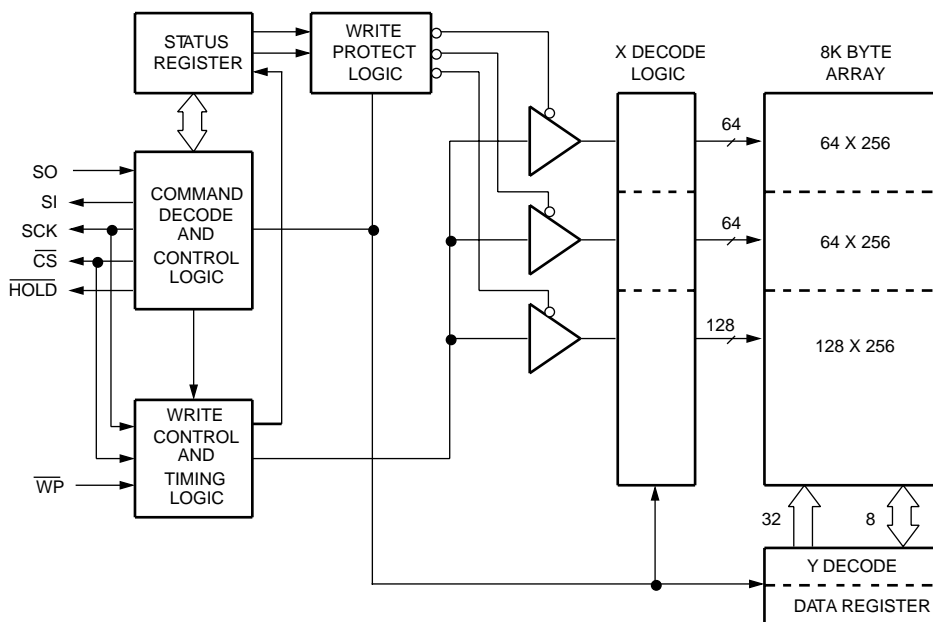 STATUS
REGISTER
WRITE
PROTECT
LOGIC
X DECODE
LOGIC
8K BYTE
ARRAY
SO
SI
SCK
CS
HOLD
COMMAND
DECODE
AND
CONTROL
LOGIC
64
64 X 256
64
64 X 256
128
128 X 256
WRITE
CONTROL
AND
TIMING
LOGIC
WP
32
8
Y DECODE
DATA REGISTER